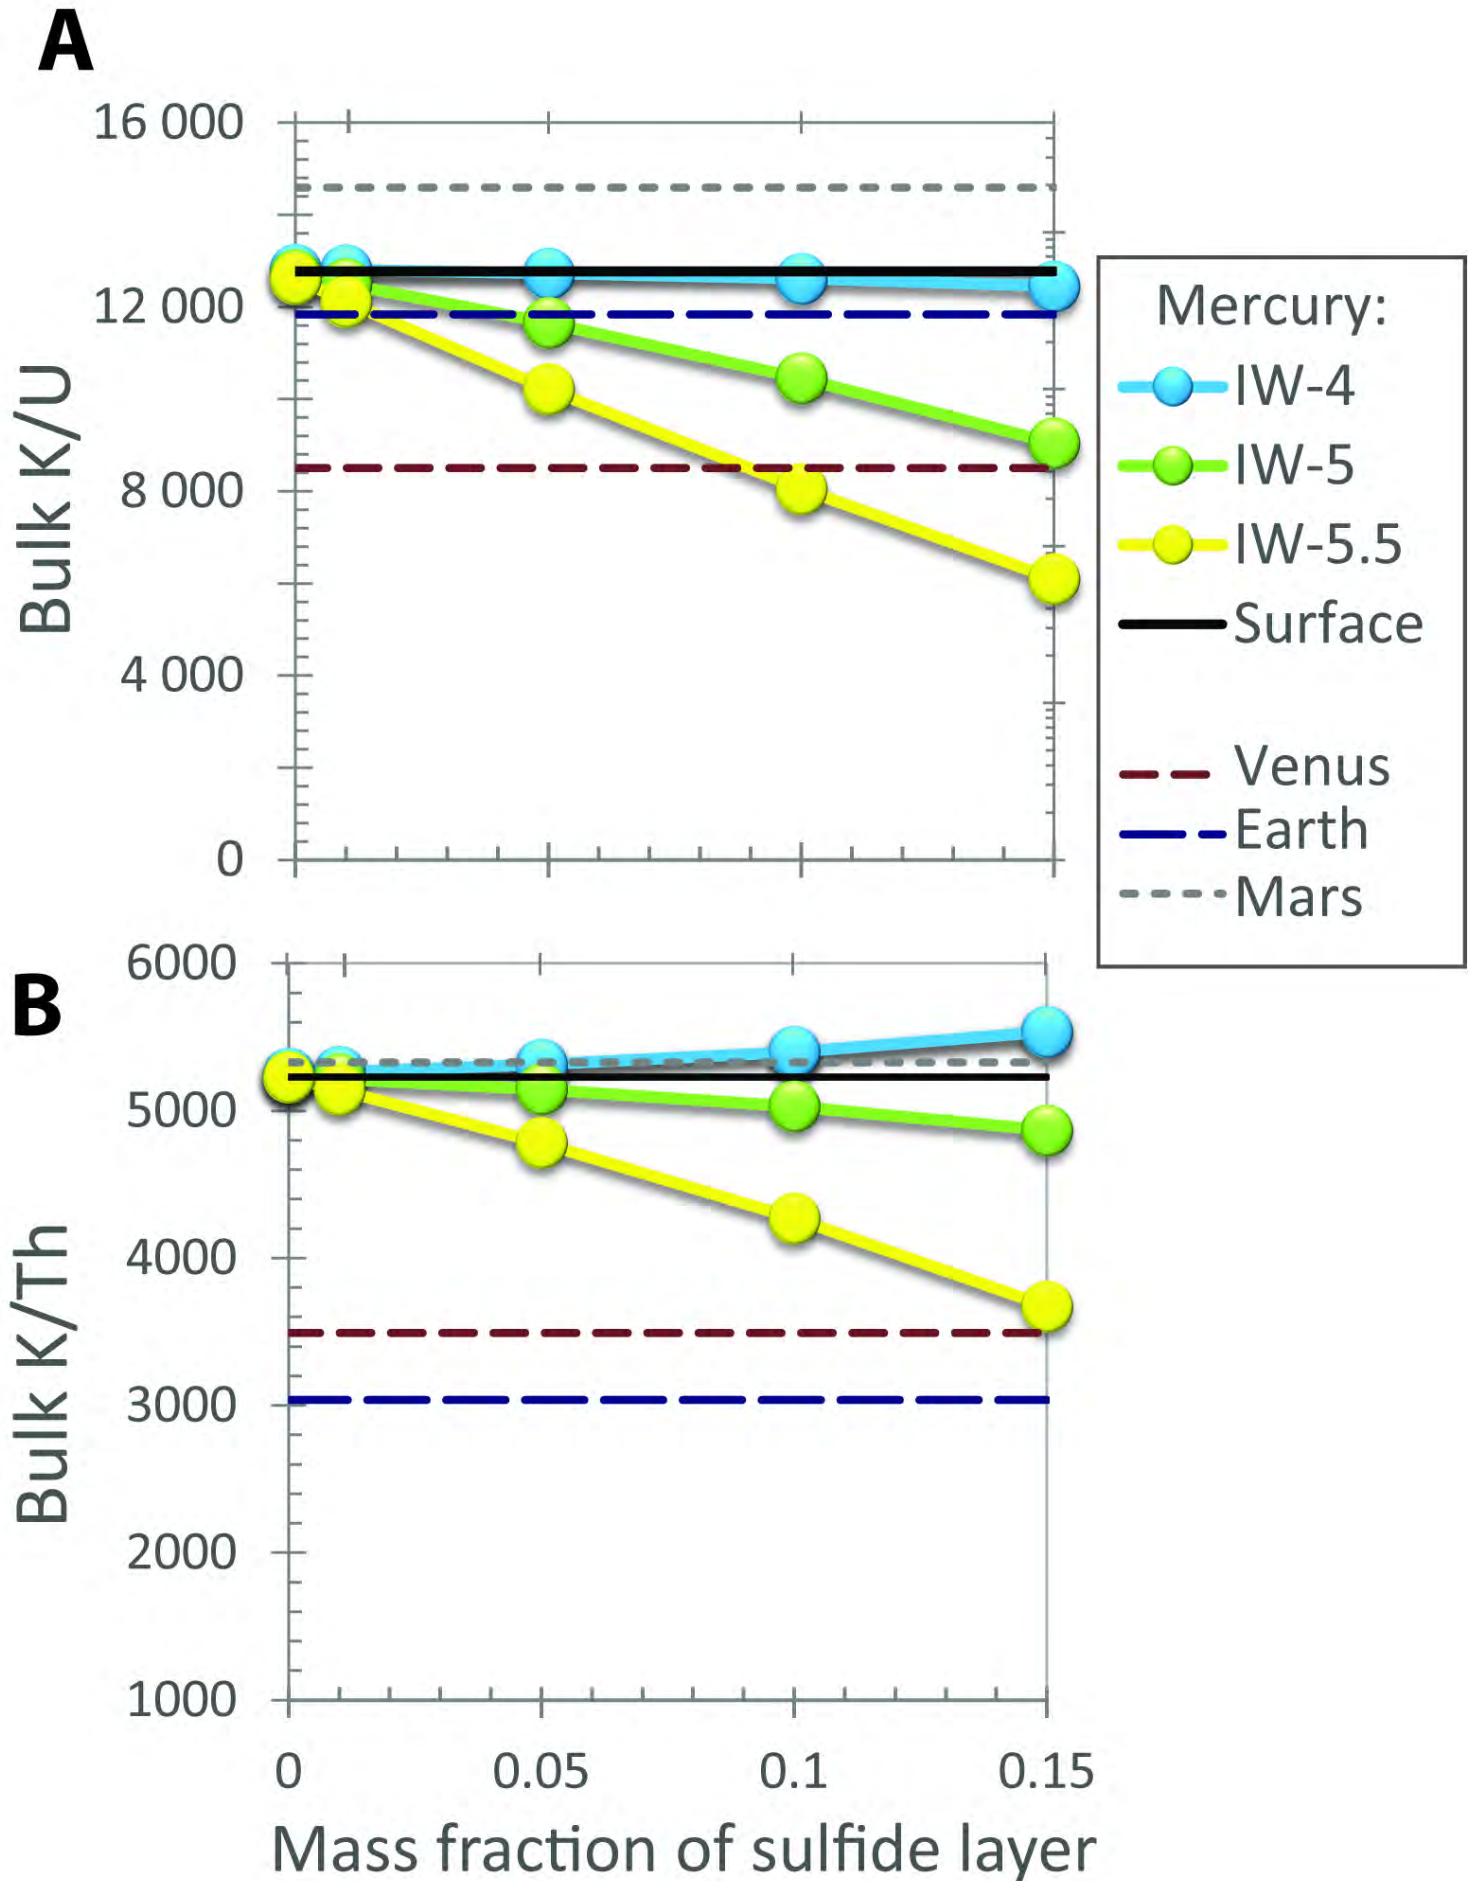 A
16 000
12 000
8 000
4 000
0
Bulk K/U
Mercury:
IW-4
IW-5
IW-5.5
Surface
Venus
Earth
Mars
B
6000
5000
4000
3000
2000
1000
Bulk K/Th
0 0.05 0.1 0.15
Mass fraction of sulfide layer